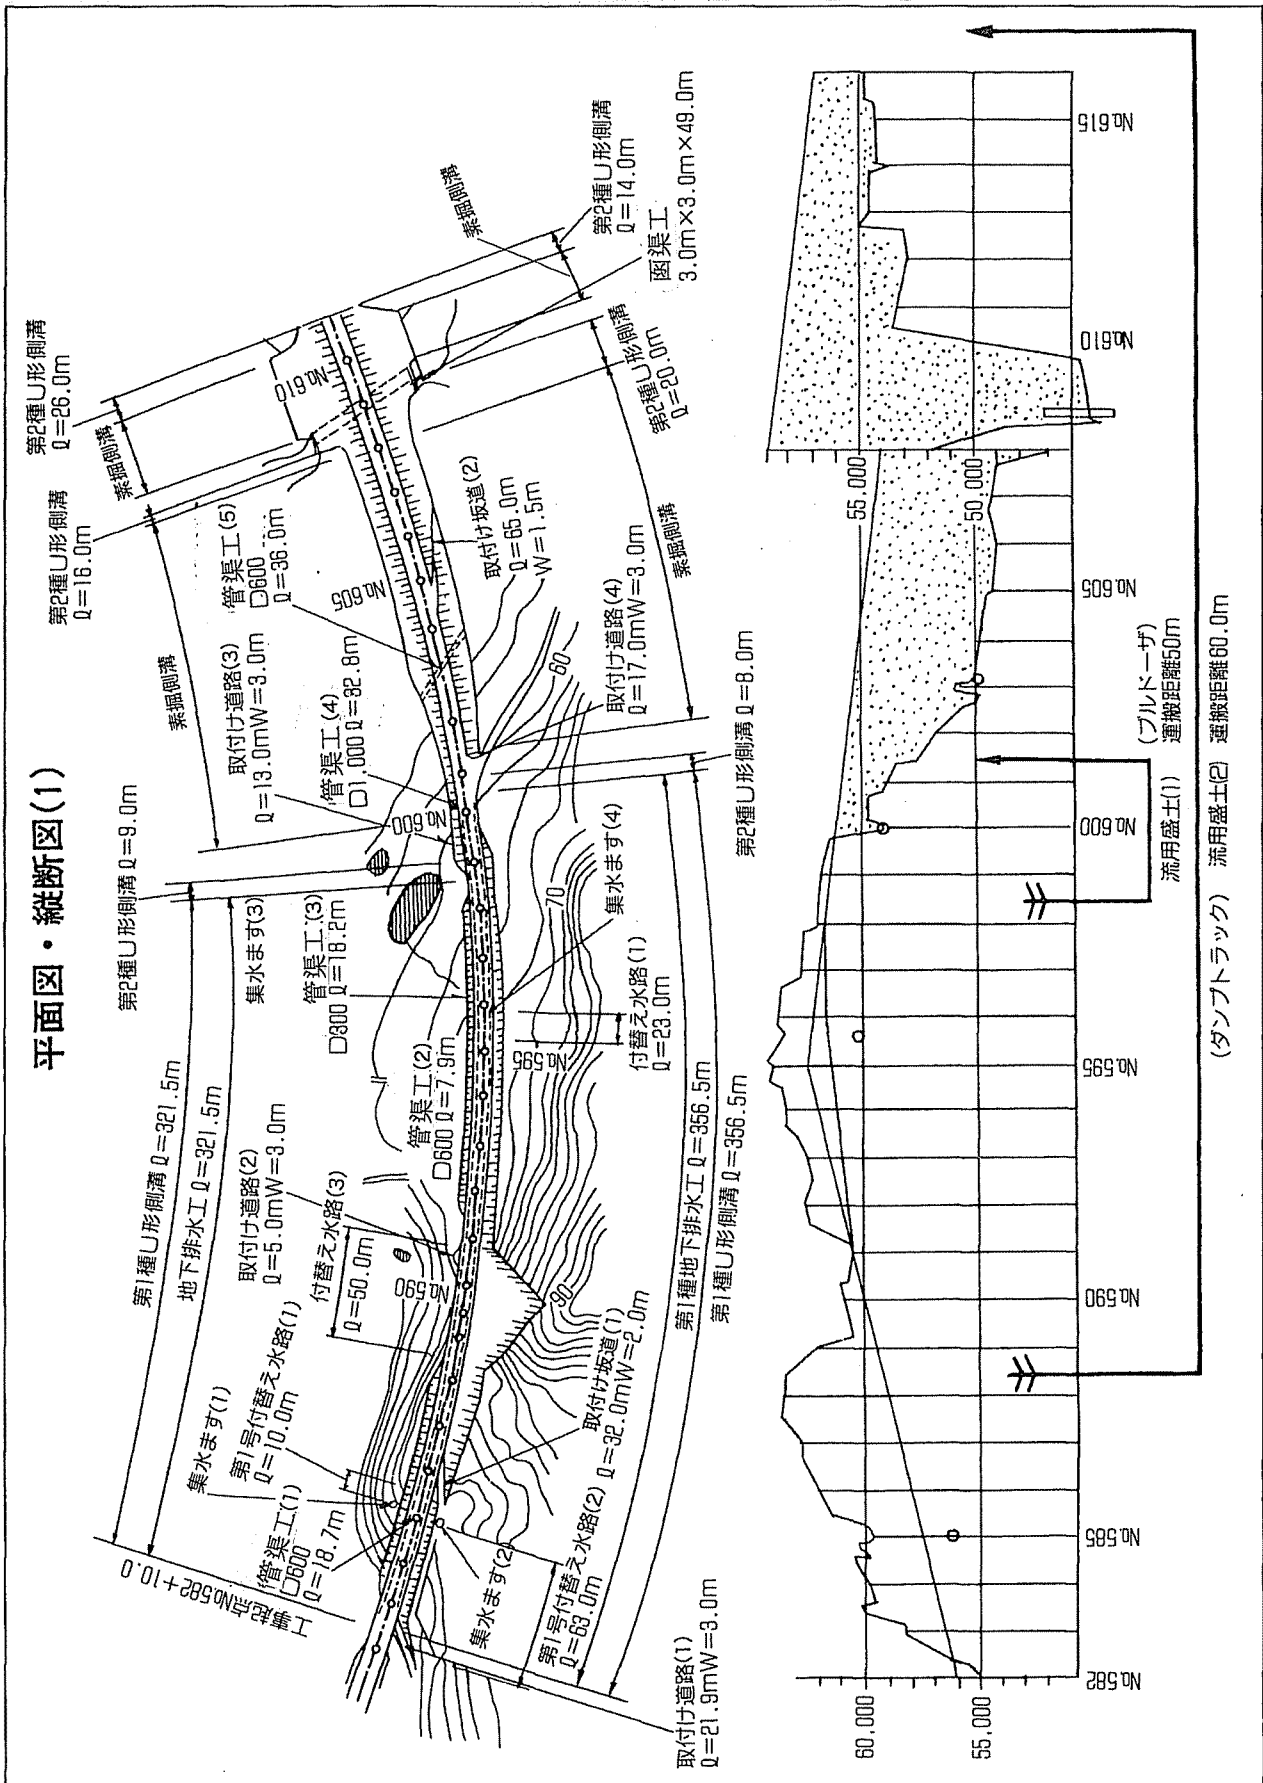 平面図・縦断図(1)
工事起点No.582+10.0
第1種U形側溝 ℓ=321.5m
地下排水工 ℓ=321.5m
第2種U形側溝 ℓ=9.0m
素掘側溝
第2種U形側溝
ℓ=16.0m
素掘側溝
第2種U形側溝
ℓ=26.0m
管渠工(1)
□600
ℓ=18.7m
集水ます(1)
第1号付替え水路(1)
ℓ=10.0m
付替え水路(3)
ℓ=50.0m
取付け道路(2)
ℓ=5.0mW=3.0m
管渠工(2)
□600 ℓ=7.9m
管渠工(3)
□800 ℓ=18.2m
集水ます(3)
取付け道路(3)
ℓ=13.0mW=3.0m
管渠工(4)
□1,000 ℓ=32.8m
管渠工(5)
□600
ℓ=36.0m
No.590
No.595
No.600
No.605
No.610
90
70
60
取付け道路(1)
ℓ=21.9mW=3.0m
集水ます(2)
第1号付替え水路(2)
ℓ=63.0m
取付け坂道(1)
ℓ=32.0mW=2.0m
付替え水路(1)
ℓ=23.0m
集水ます(4)
取付け道路(4)
ℓ=17.0mW=3.0m
取付け坂道(2)
ℓ=65.0m
W=1.5m
第1種地下排水工 ℓ=356.5m
第1種U形側溝 ℓ=356.5m
第2種U形側溝 ℓ=8.0m
素掘側溝
第2種U形側溝
ℓ=20.0m
素掘側溝
第2種U形側溝
ℓ=14.0m
函渠工
3.0m×3.0m×49.0m
60.000
55.000
55.000
50.000
No.582
No.585
No.590
No.595
No.600
No.605
No.610
No.615
流用盛土(1)
(ブルドーザ)
運搬距離50m
(ダンプトラック) 流用盛土(2) 運搬距離60.0m